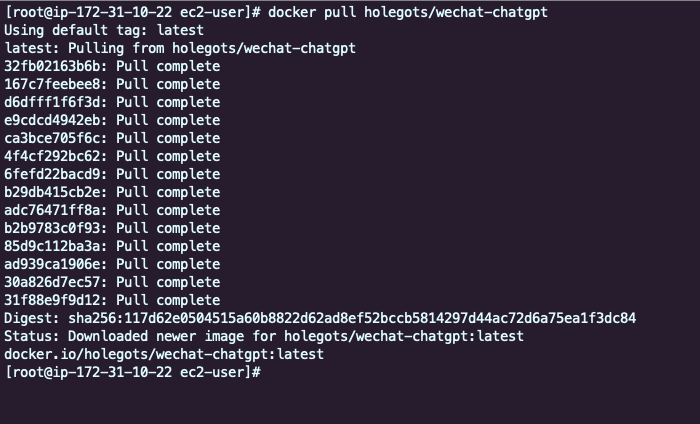 [root@ip-172-31-10-22 ec2-user]# docker pull holegots/wechat-chatgpt
Using default tag: latest
latest: Pulling from holegots/wechat-chatgpt
32fb02163b6b: Pull complete
167c7feebee8: Pull complete
d6dfff1f6f3d: Pull complete
e9cdcd4942eb: Pull complete
ca3bce705f6c: Pull complete
4f4cf292bc62: Pull complete
6fefd22bacd9: Pull complete
b29db415cb2e: Pull complete
adc76471ff8a: Pull complete
b2b9783c0f93: Pull complete
85d9c112ba3a: Pull complete
ad939ca1906e: Pull complete
30a826d7ec57: Pull complete
31f88e9f9d12: Pull complete
Digest: sha256:117d62e0504515a60b8822d62ad8ef52bccb5814297d44ac72d6a75ea1f3dc84
Status: Downloaded newer image for holegots/wechat-chatgpt:latest
docker.io/holegots/wechat-chatgpt:latest
[root@ip-172-31-10-22 ec2-user]#